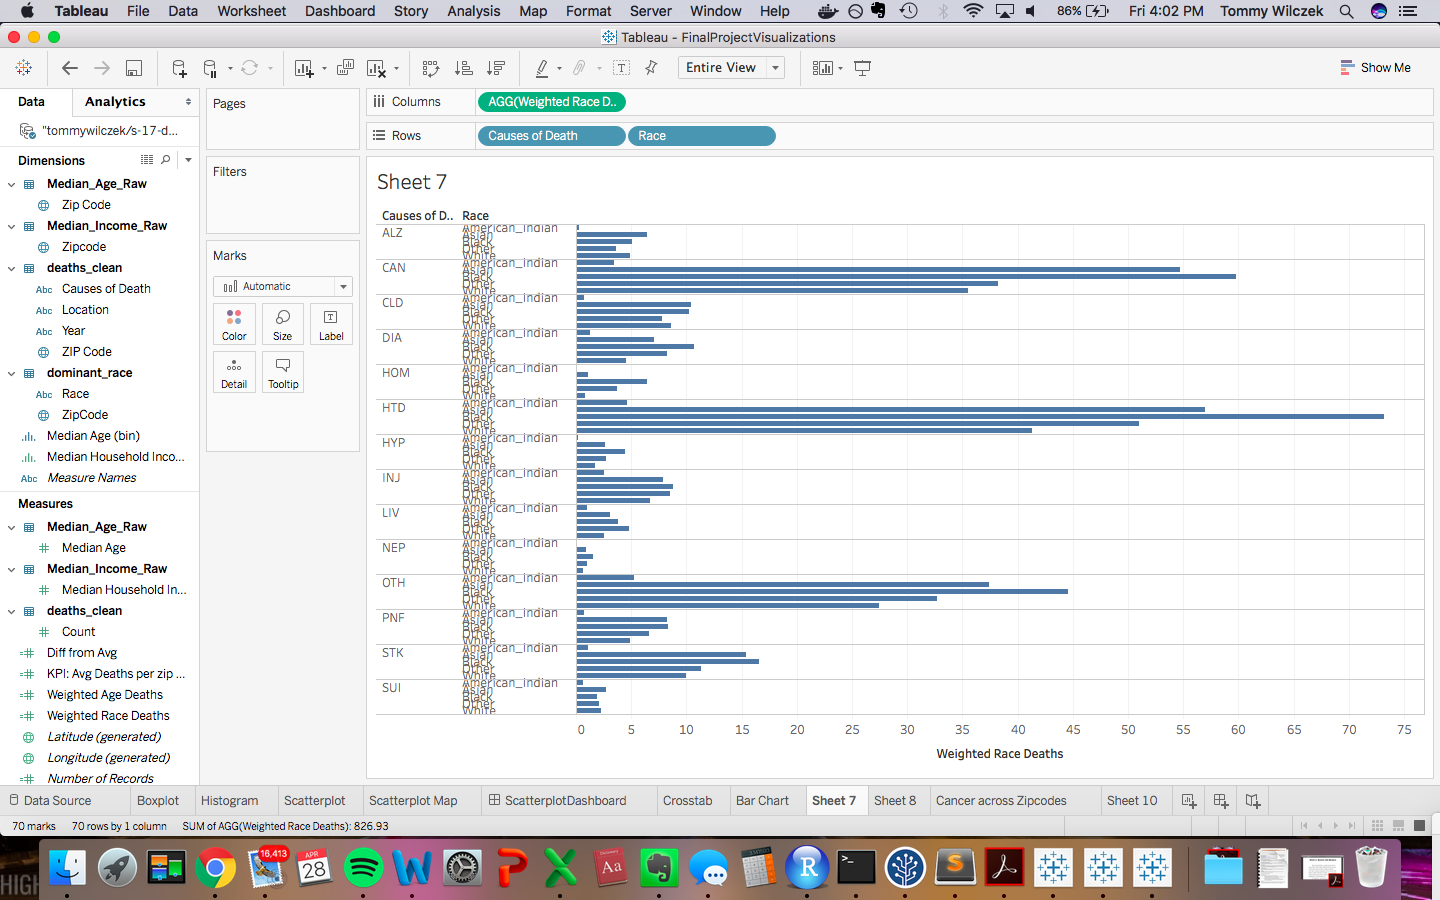 Tableau File Data Worksheet Dashboard Story Analysis Map Format Server Window Help 86% Fri 4:02 PM Tommy Wilczek
Tableau - FinalProjectVisualizations
Entire View Show Me
Data Analytics
"tommywilczek/s-17-d...
Dimensions
Median_Age_Raw
Zip Code
Median_Income_Raw
Zipcode
deaths_clean
Abc Causes of Death
Abc Location
Abc Year
ZIP Code
dominant_race
Abc Race
ZipCode
Median Age (bin)
Median Household Inco...
Abc Measure Names
Measures
Median_Age_Raw
# Median Age
Median_Income_Raw
# Median Household In...
deaths_clean
# Count
=# Diff from Avg
=# KPI: Avg Deaths per zip ...
=# Weighted Age Deaths
=# Weighted Race Deaths
Latitude (generated)
Longitude (generated)
=# Number of Records
Pages
Filters
Marks
Automatic
Color Size Label
Detail Tooltip
Columns AGG(Weighted Race D..
Rows Causes of Death Race
Sheet 7
Causes of D.. Race
ALZ American_Indian
Asian
Black
Other
White
CAN American_Indian
Asian
Black
Other
White
CLD American_Indian
Asian
Black
Other
White
DIA American_Indian
Asian
Black
Other
White
HOM American_Indian
Asian
Black
Other
White
HTD American_Indian
Asian
Black
Other
White
HYP American_Indian
Asian
Black
Other
White
INJ American_Indian
Asian
Black
Other
White
LIV American_Indian
Asian
Black
Other
White
NEP American_Indian
Asian
Black
Other
White
OTH American_Indian
Asian
Black
Other
White
PNF American_Indian
Asian
Black
Other
White
STK American_Indian
Asian
Black
Other
White
SUI American_Indian
Asian
Black
Other
White
0 5 10 15 20 25 30 35 40 45 50 55 60 65 70 75
Weighted Race Deaths
Data Source Boxplot Histogram Scatterplot Scatterplot Map ScatterplotDashboard Crosstab Bar Chart Sheet 7 Sheet 8 Cancer across Zipcodes Sheet 10
70 marks 70 rows by 1 column SUM of AGG(Weighted Race Deaths): 826.93
HIGH
16,413
APR
28
Aa
R
S